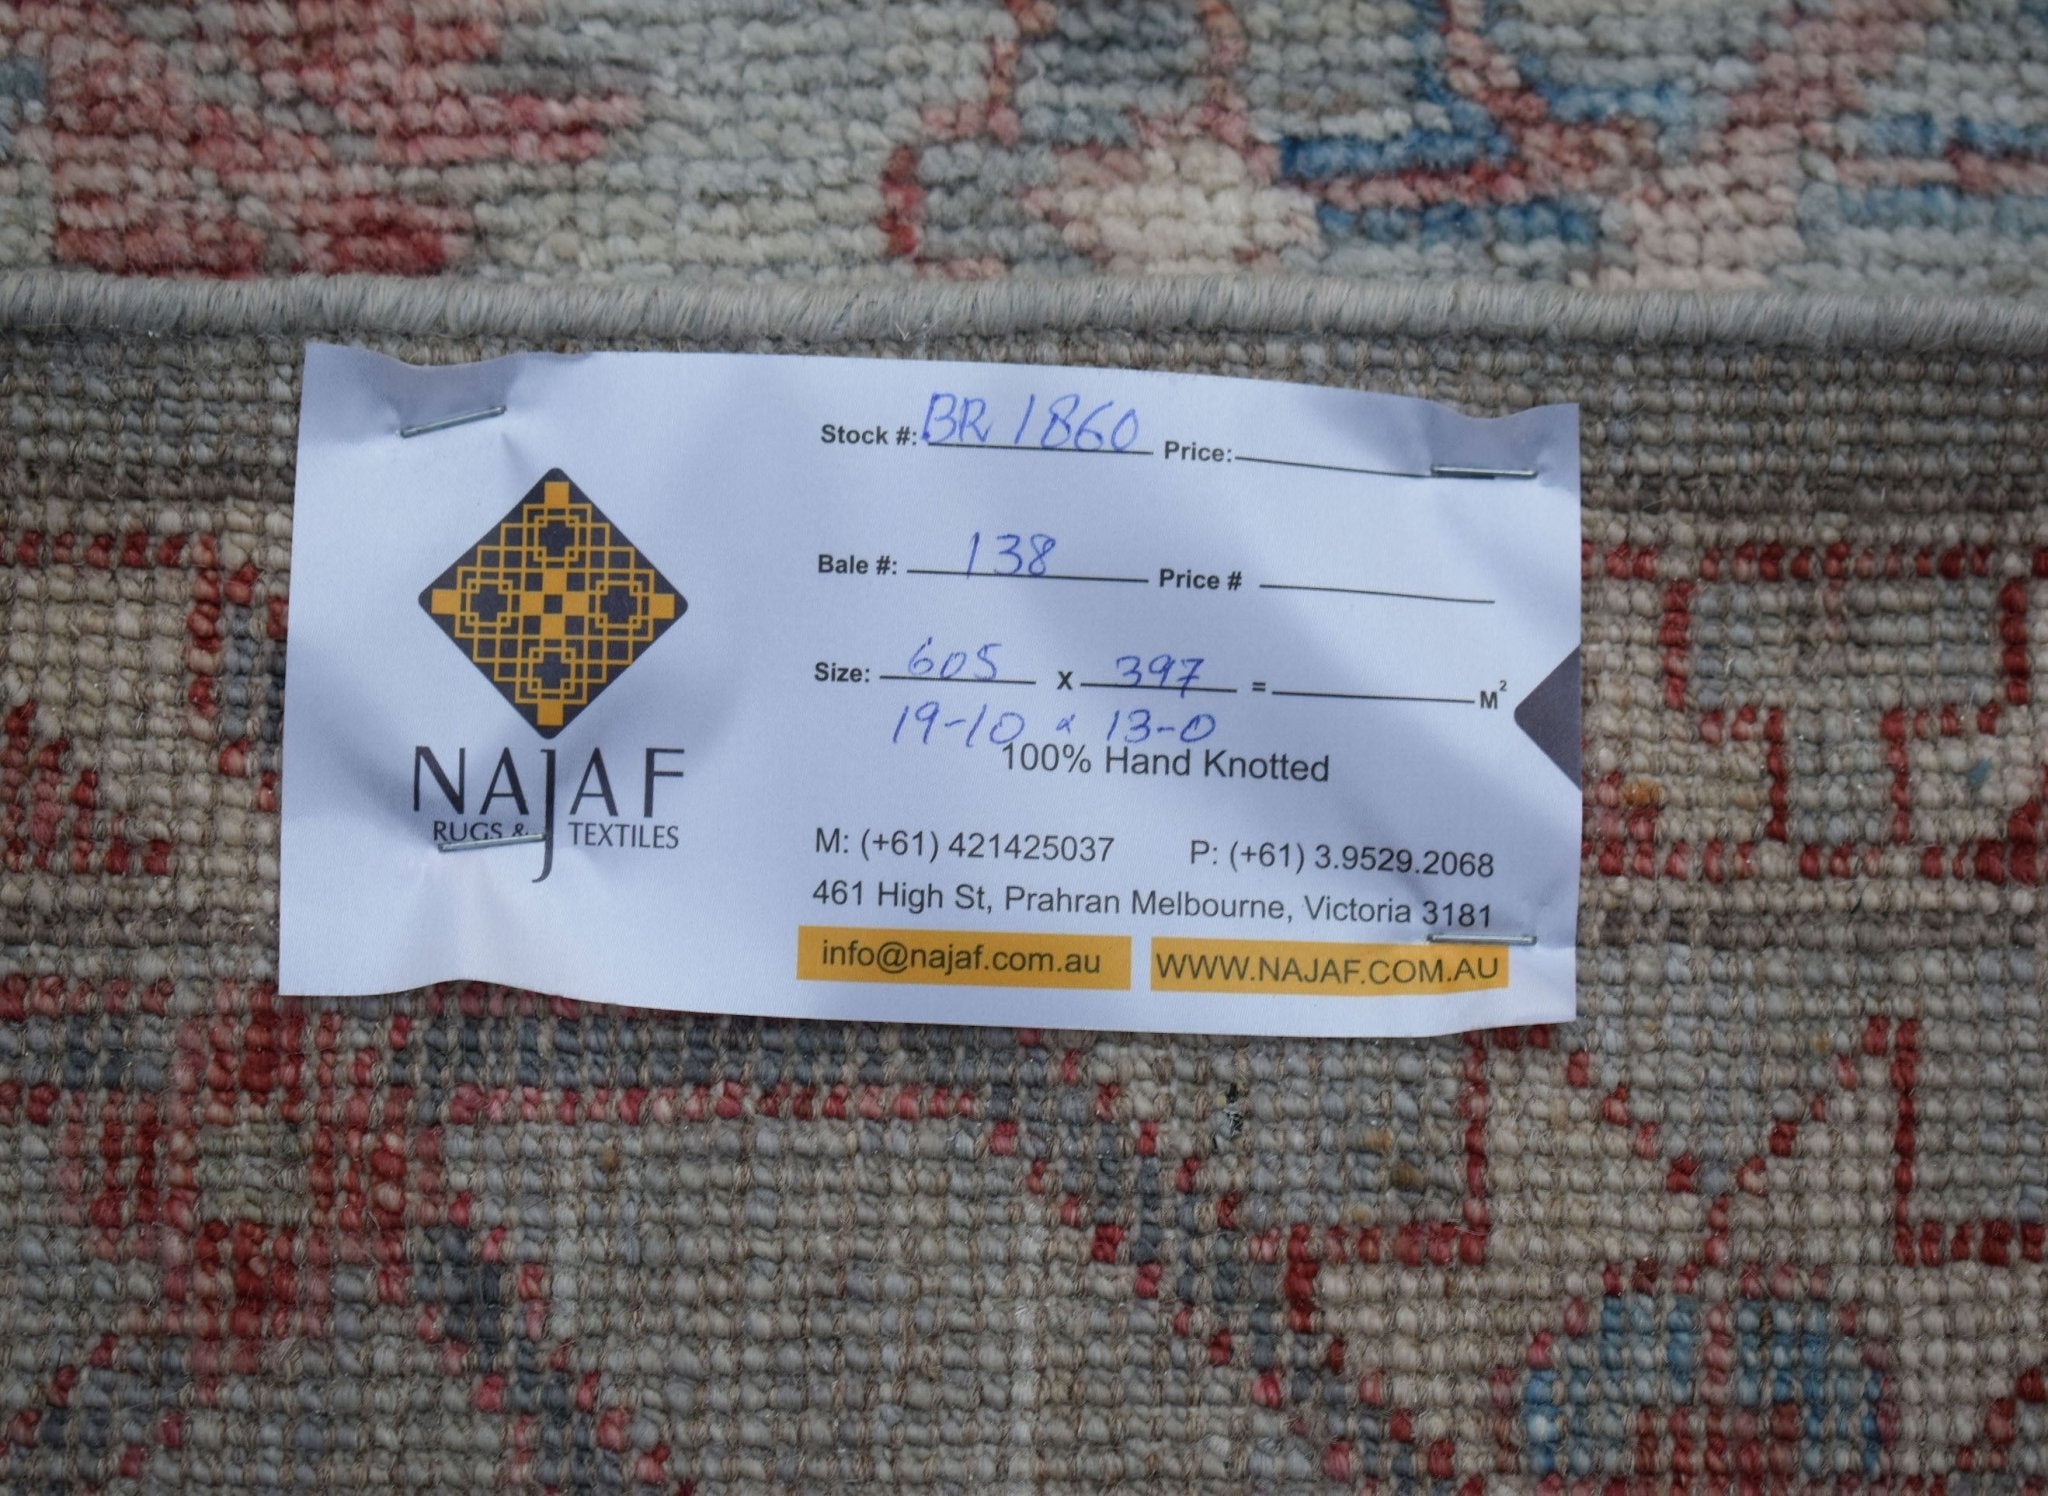 Stock #: BR 1860 Price:
Bale #: 138 Price #
Size: 605 X 397 = M²
19-10 x 13-0
100% Hand Knotted
NAJAF
RUGS & TEXTILES
M: (+61) 421425037 P: (+61) 3.9529.2068
461 High St, Prahran Melbourne, Victoria 3181
info@najaf.com.au WWW.NAJAF.COM.AU